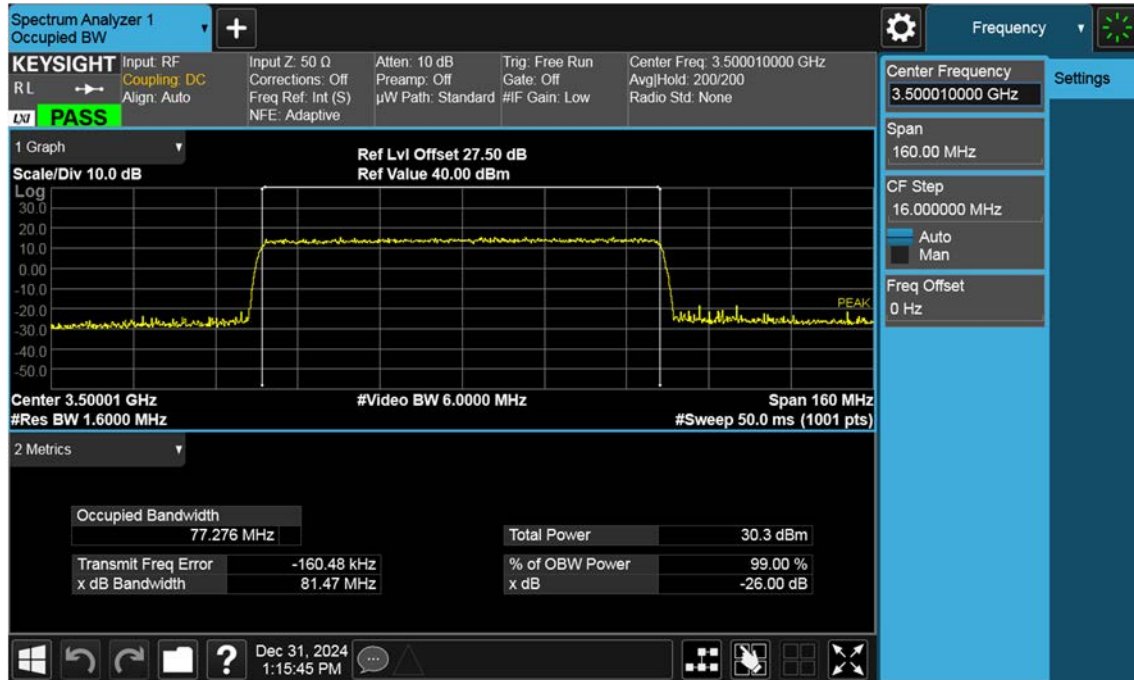 Spectrum Analyzer 1
Occupied BW
+
Frequency
KEYSIGHT
RL
LXI PASS
Input: RF
Coupling: DC
Align: Auto
Input Z: 50 Ω
Corrections: Off
Freq Ref: Int (S)
NFE: Adaptive
Atten: 10 dB
Preamp: Off
µW Path: Standard
Trig: Free Run
Gate: Off
#IF Gain: Low
Center Freq: 3.500010000 GHz
Avg|Hold: 200/200
Radio Std: None
1 Graph
Scale/Div 10.0 dB
Ref Lvl Offset 27.50 dB
Ref Value 40.00 dBm
Log
30.0
20.0
10.0
0.00
-10.0
-20.0
-30.0
-40.0
-50.0
PEAK
Center 3.50001 GHz
#Video BW 6.0000 MHz
Span 160 MHz
#Res BW 1.6000 MHz
#Sweep 50.0 ms (1001 pts)
2 Metrics
Occupied Bandwidth
77.276 MHz
Total Power 30.3 dBm
Transmit Freq Error -160.48 kHz
% of OBW Power 99.00 %
x dB Bandwidth 81.47 MHz
x dB -26.00 dB
?
Dec 31, 2024
1:15:45 PM
Center Frequency
3.500010000 GHz
Settings
Span
160.00 MHz
CF Step
16.000000 MHz
Auto
Man
Freq Offset
0 Hz